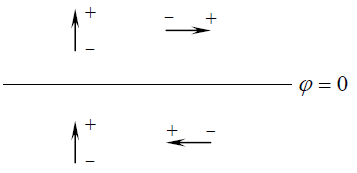 + − +
−
φ = 0
+ + −
−